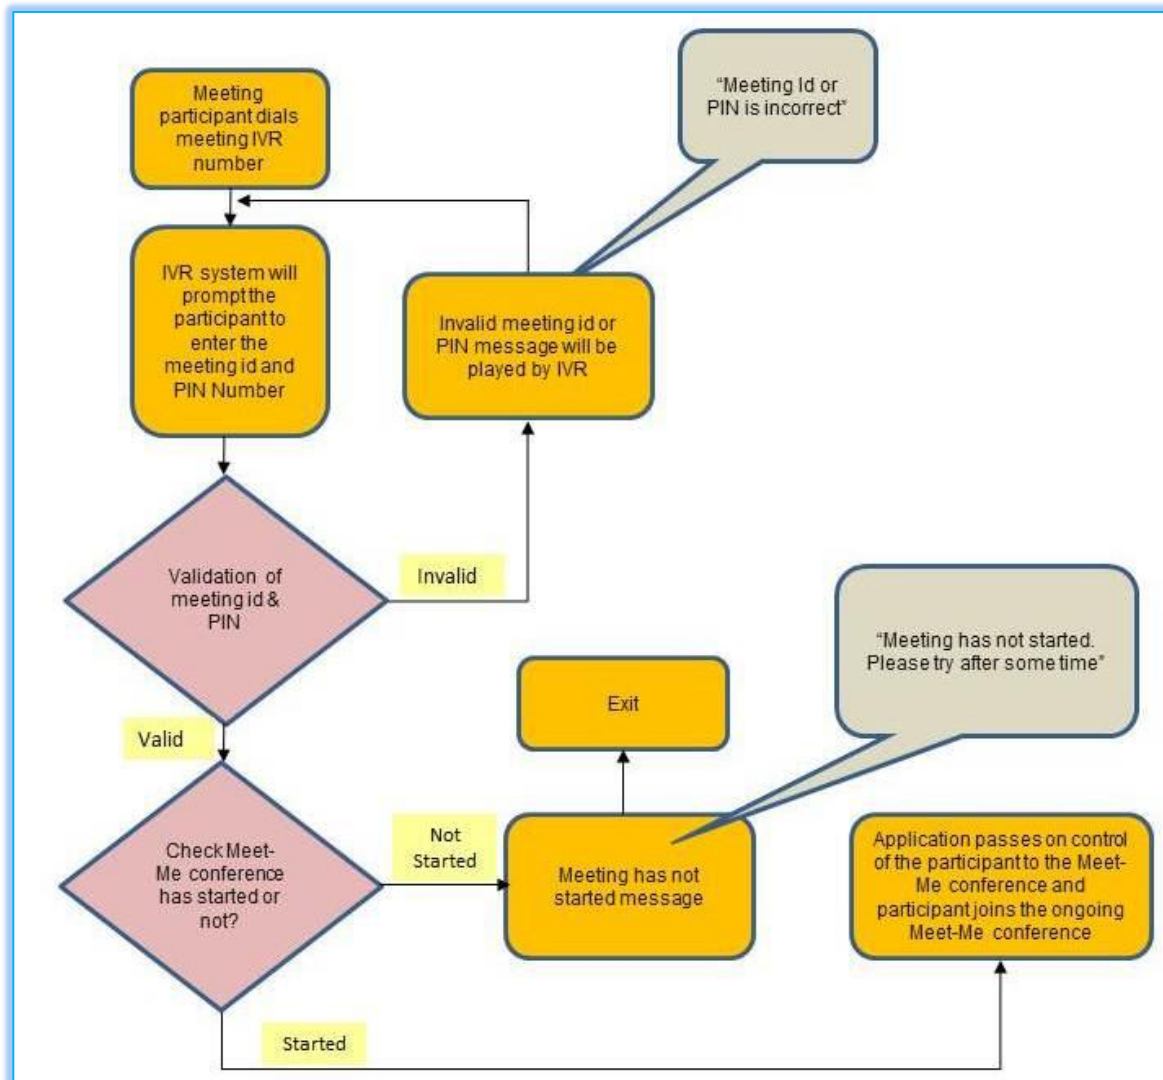 Meeting
participant dials
meeting IVR
number
“Meeting Id or
PIN is incorrect”
IVR system will
prompt the
participant to
enter the
meeting id and
PIN Number
Invalid meeting id or
PIN message will be
played by IVR
Validation of
meeting id &
PIN
Invalid
“Meeting has not started.
Please try after some time”
Exit
Valid
Check Meet-
Me conference
has started or
not?
Not
Started
Meeting has not
started message
Application passes on control
of the participant to the Meet-
Me conference and
participant joins the ongoing
Meet-Me conference
Started